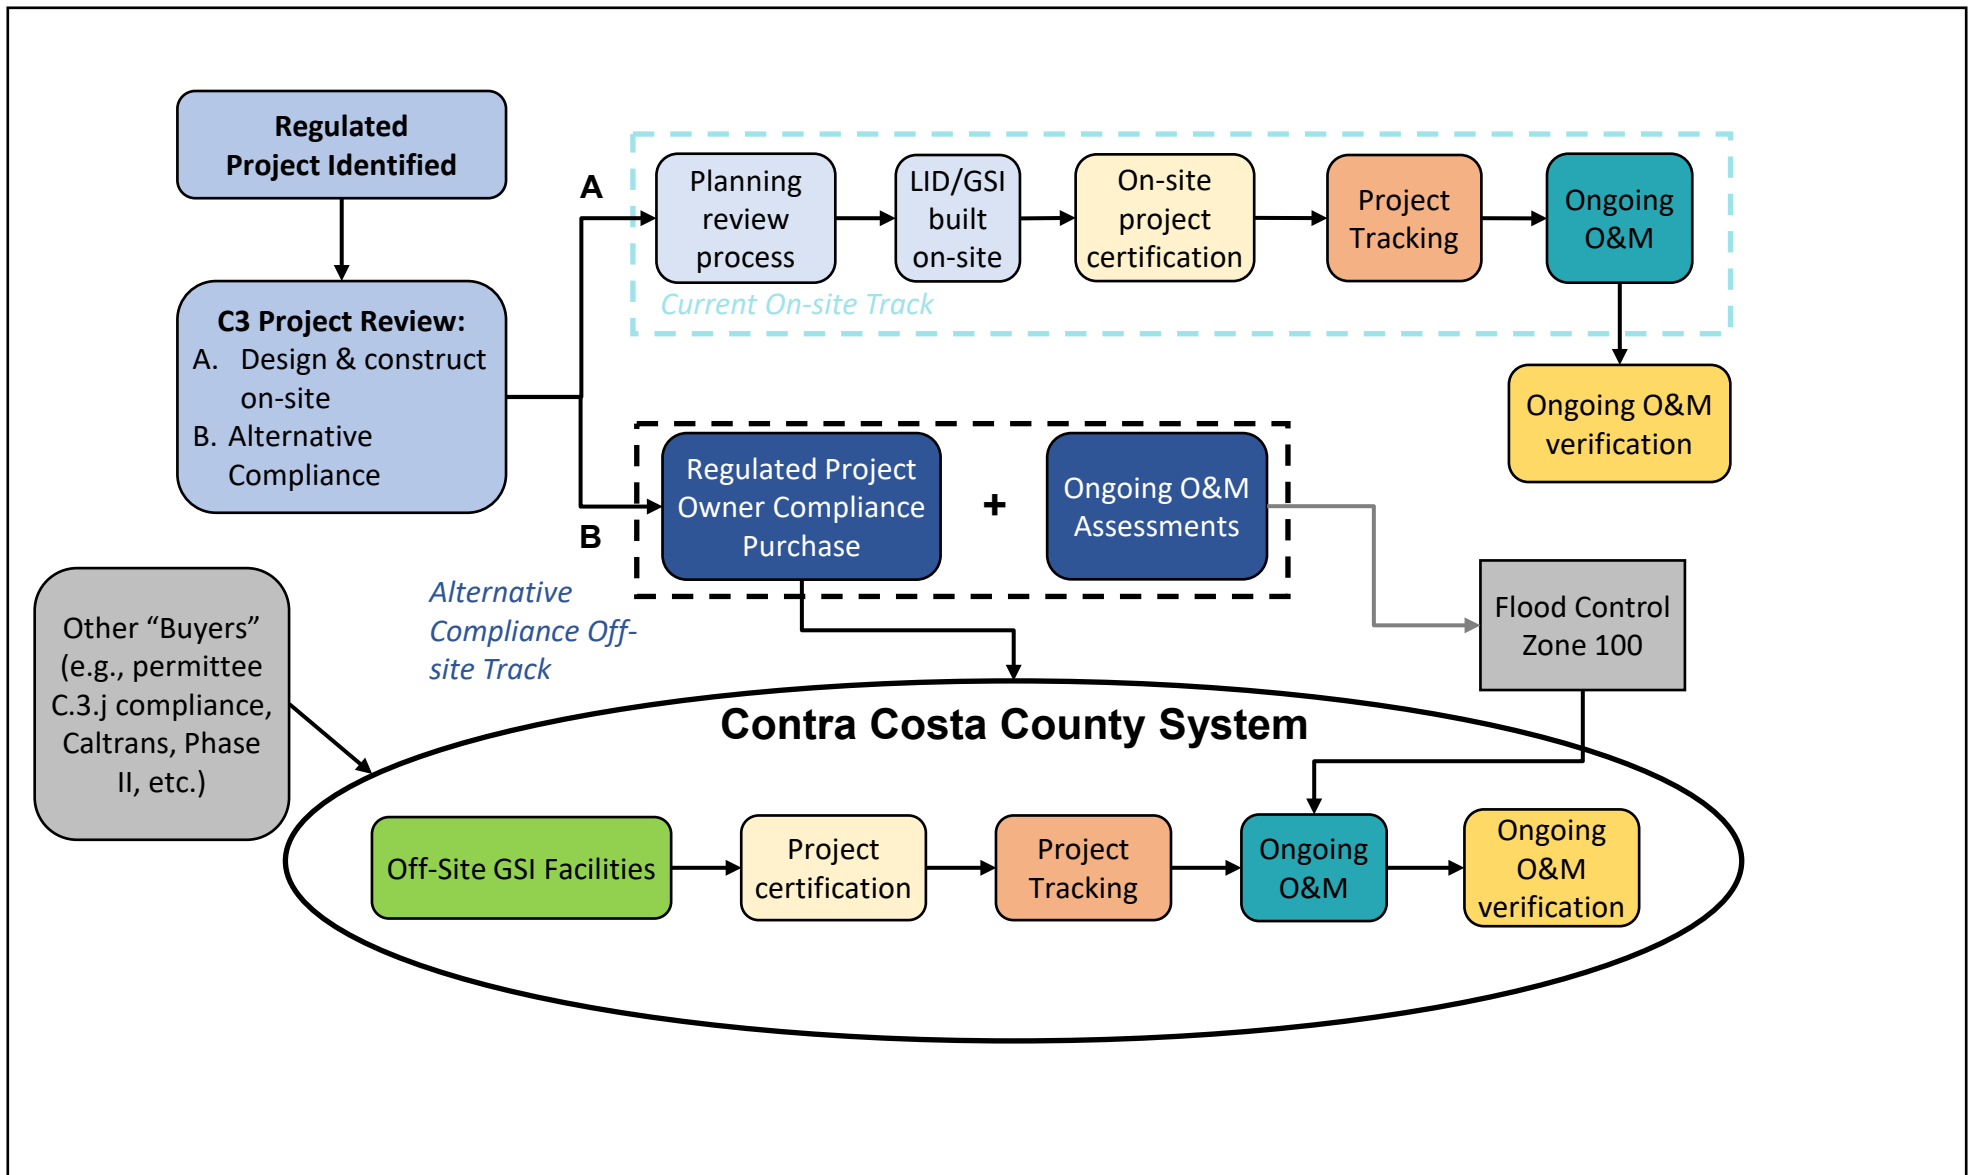 Regulated
Project Identified
C3 Project Review:
A. Design & construct
on-site
B. Alternative
Compliance
A
Planning
review
process
LID/GSI
built
on-site
On-site
project
certification
Project
Tracking
Ongoing
O&M
Current On-site Track
Ongoing O&M
verification
B
Regulated Project
Owner Compliance
Purchase
+
Ongoing O&M
Assessments
Alternative
Compliance Off-
site Track
Flood Control
Zone 100
Other “Buyers”
(e.g., permittee
C.3.j compliance,
Caltrans, Phase
II, etc.)
Contra Costa County System
Off-Site GSI Facilities
Project
certification
Project
Tracking
Ongoing
O&M
Ongoing
O&M
verification